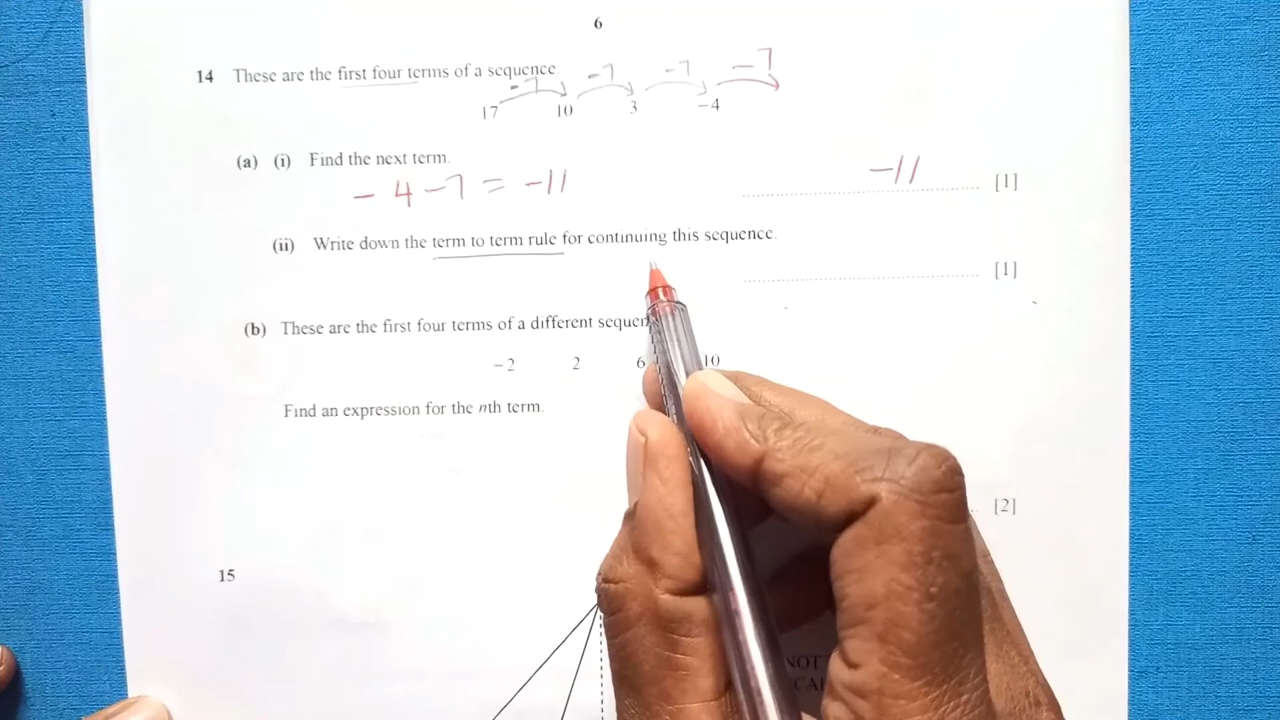 6
14 These are the first four terms of a sequence.
-7 -7 -7 -7
17 10 3 -4
(a) (i) Find the next term.
-4-7=-11
-11 [1]
(ii) Write down the term to term rule for continuing this sequence.
[1]
(b) These are the first four terms of a different
-2 2 6 10
Find an expression for the nth term.
[2]
15
NOT